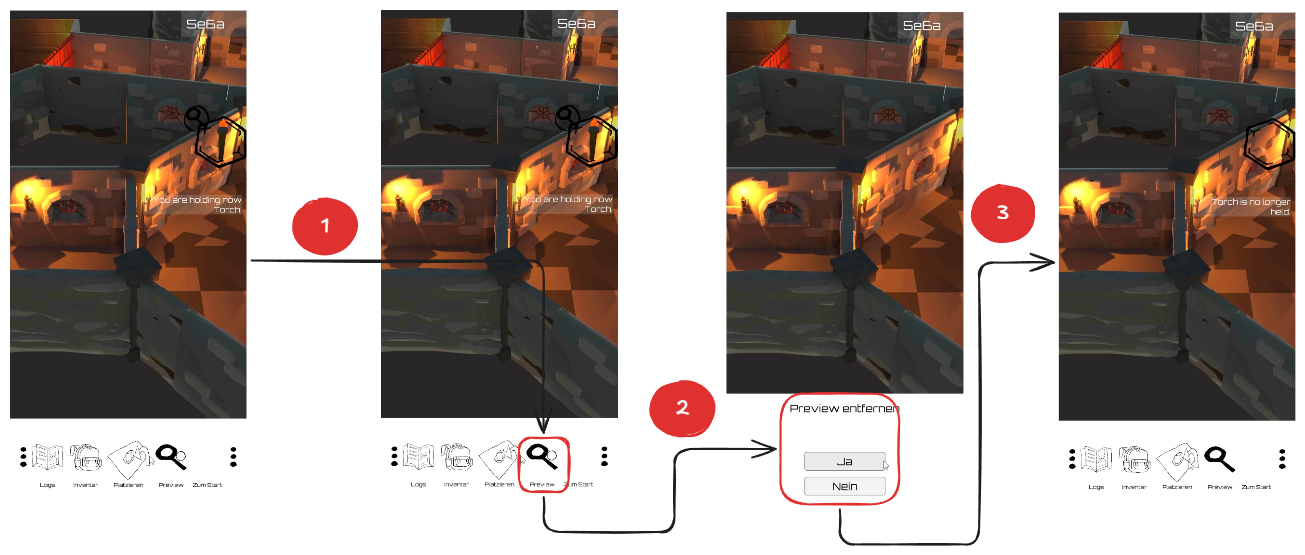 5e6a
You are holding now
Torch.
Logs
Inventar
Platzieren
Preview
Zum Start
1
5e6a
You are holding now
Torch.
Logs
Inventar
Platzieren
Preview
Zum Start
2
5e6a
Preview entfernen
Ja
Nein
3
5e6a
Torch is no longer
held.
Logs
Inventar
Platzieren
Preview
Zum Start